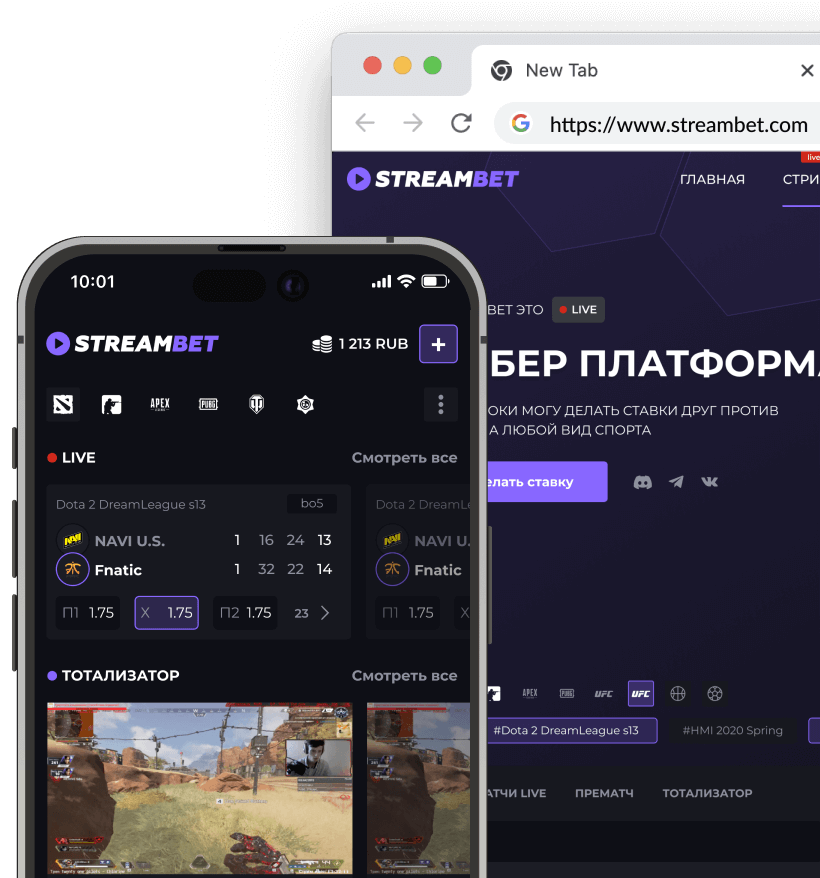 New Tab
https://www.streambet.com
live
STREAMBET
ГЛАВНАЯ
СТРИ
ВЕТ ЭТО
LIVE
БЕР ПЛАТФОРМА
ОКИ МОГУ ДЕЛАТЬ СТАВКИ ДРУГ ПРОТИВ
А ЛЮБОЙ ВИД СПОРТА
елать ставку
APEX
PUBG
UFC
UFC
#Dota 2 DreamLeague s13
#HMI 2020 Spring
АТЧИ LIVE
ПРЕМАТЧ
ТОТАЛИЗАТОР
10:01
STREAMBET
1 213 RUB
+
APEX
PUBG
LIVE
Смотреть все
Dota 2 DreamLeague s13
bo5
NAVI U.S. 1 16 24 13
Fnatic 1 32 22 14
П1 1.75
X 1.75
П2 1.75
23
Dota 2 DreamLe
NAVI U.
Fnatic
П1 1.75
X
ТОТАЛИЗАТОР
Смотреть все